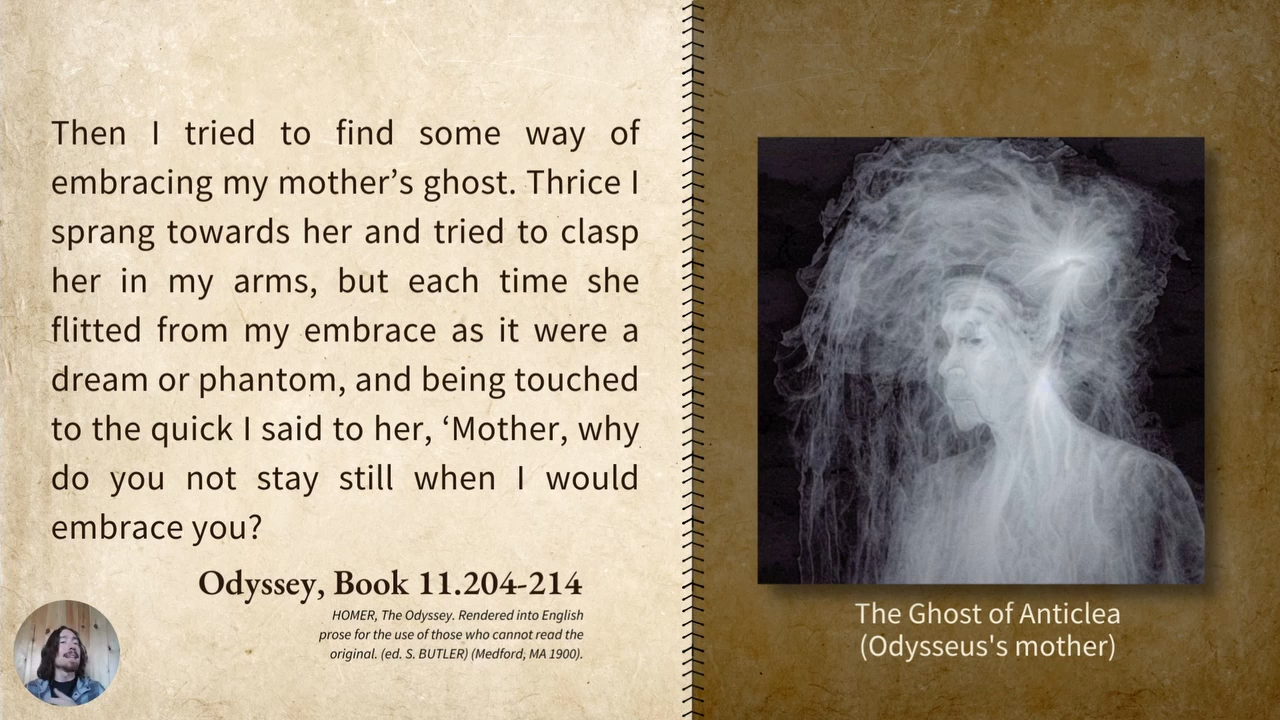 Then I tried to find some way of
embracing my mother’s ghost. Thrice I
sprang towards her and tried to clasp
her in my arms, but each time she
flitted from my embrace as it were a
dream or phantom, and being touched
to the quick I said to her, ‘Mother, why
do you not stay still when I would
embrace you?
Odyssey, Book 11.204-214
HOMER, The Odyssey. Rendered into English
prose for the use of those who cannot read the
original. (ed. S. BUTLER) (Medford, MA 1900).
The Ghost of Anticlea
(Odysseus's mother)